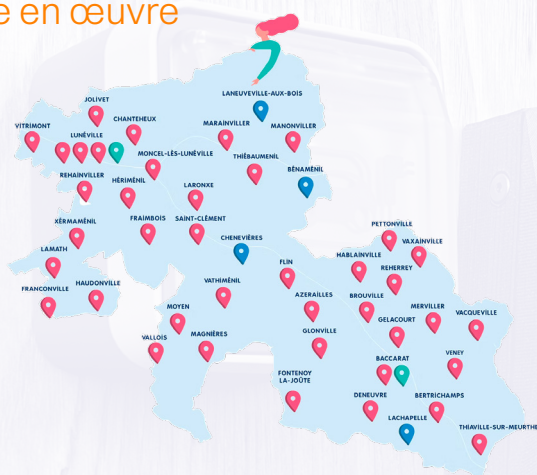 e en œuvre
LANEUVEVILLE-AUX-BOIS
JOLIVET
CHANTEHEUX
MARAINVILLER
MANONVILLER
VITRIMONT
LUNÉVILLE
MONCEL-LÈS-LUNÉVILLE
THIÉBAUMENIL
BÉNAMÉNIL
REHAINVILLER
HÉRIMÉNIL
LARONXE
XERMAMÉNIL
FRAIMBOIS
SAINT-CLÉMENT
PETTONVILLE
CHENEVIÈRES
VAXAINVILLE
LAMATH
FLIN
HABLAINVILLE
REHERREY
FRANCONVILLE
HAUDONVILLE
VATHIMÉNIL
AZERAILLES
BROUVILLE
MOYEN
MERVILLER
VACQUEVILLE
GELACOURT
VALLOIS
MAGNIÈRES
GLONVILLE
VENEY
BACCARAT
FONTENOY
LA-JOÛTE
DENEUVRE
BERTRICHAMPS
LACHAPELLE
THIAVILLE-SUR-MEURTHE